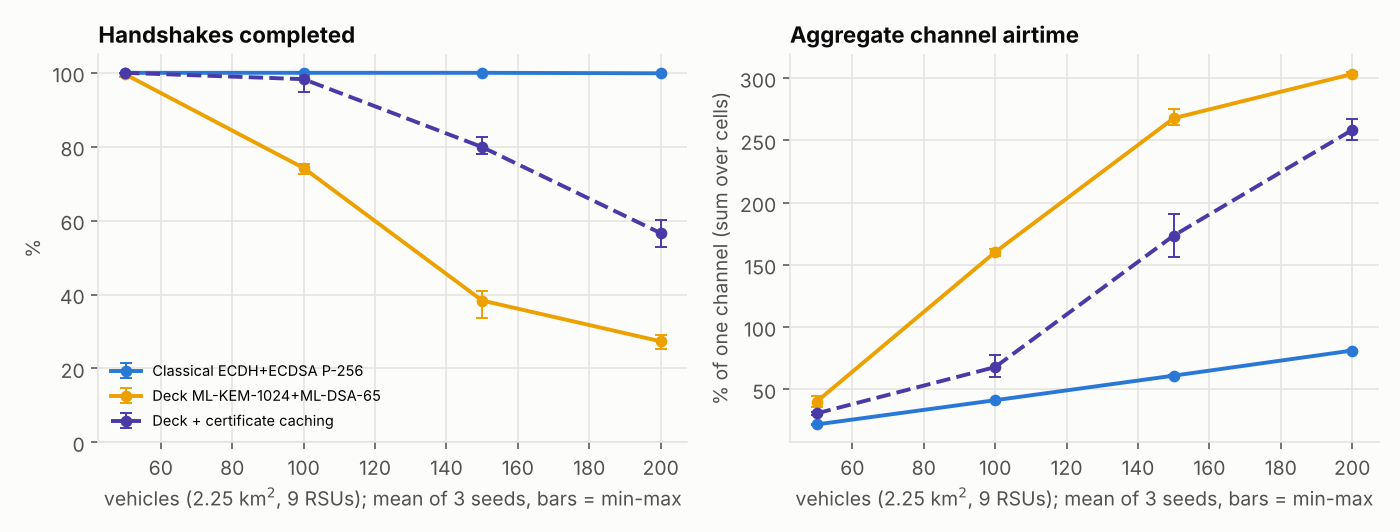 Handshakes completed
%
100
80
60
40
20
0
Classical ECDH+ECDSA P-256
Deck ML-KEM-1024+ML-DSA-65
Deck + certificate caching
60 80 100 120 140 160 180 200
vehicles (2.25 km², 9 RSUs); mean of 3 seeds, bars = min-max
Aggregate channel airtime
% of one channel (sum over cells)
300
250
200
150
100
50
60 80 100 120 140 160 180 200
vehicles (2.25 km², 9 RSUs); mean of 3 seeds, bars = min-max